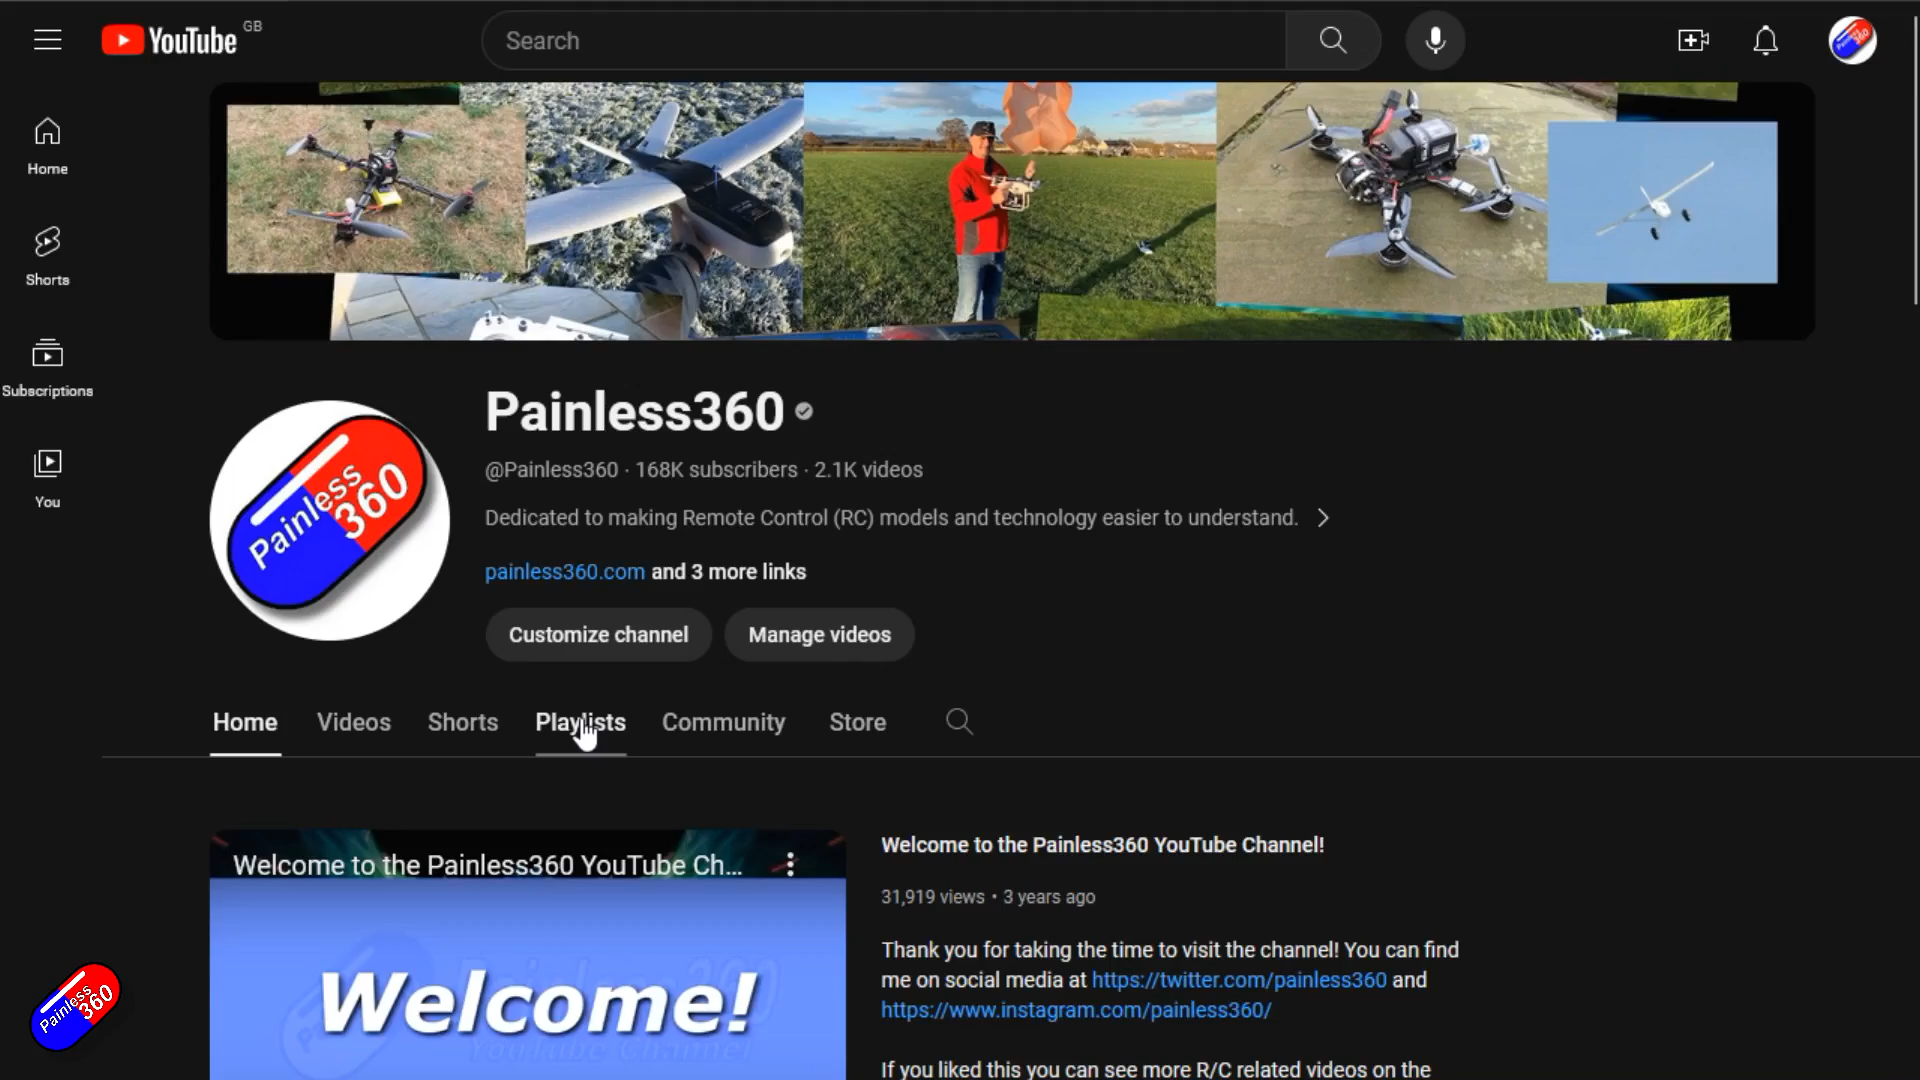 YouTube GB
Search
Home
Shorts
Subscriptions
You
Painless360
Painless 360
@Painless360 · 168K subscribers · 2.1K videos
Dedicated to making Remote Control (RC) models and technology easier to understand.
painless360.com and 3 more links
Customize channel
Manage videos
Home
Videos
Shorts
Playlists
Community
Store
Welcome to the Painless360 YouTube Ch...
Welcome!
YouTube Channel
Welcome to the Painless360 YouTube Channel!
31,919 views • 3 years ago
Thank you for taking the time to visit the channel! You can find
me on social media at https://twitter.com/painless360 and
https://www.instagram.com/painless360/
If you liked this you can see more R/C related videos on the
Painless 360